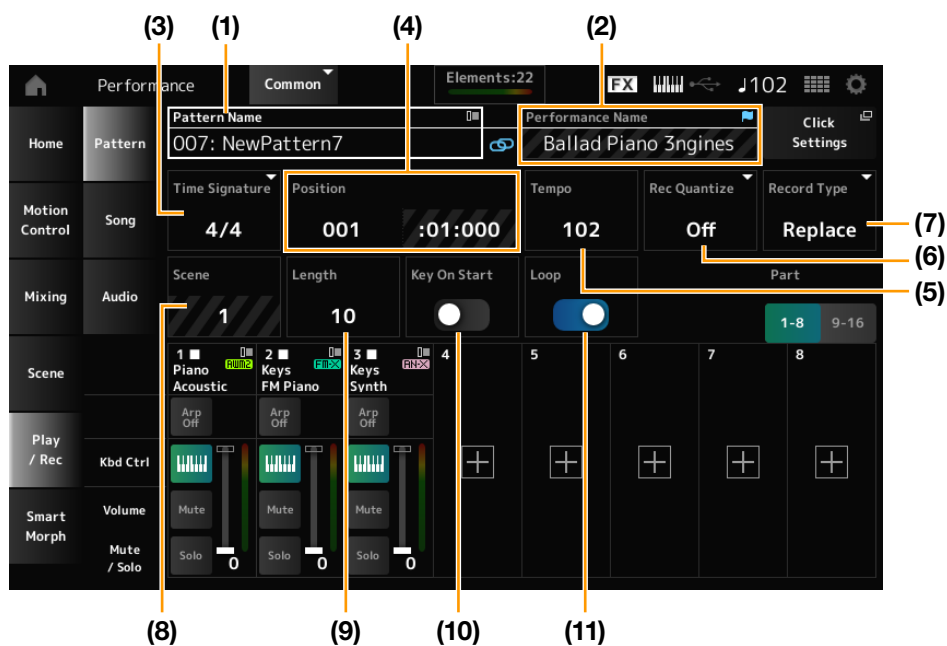 (3) (1) (4) (2)
Performance Common Elements:22 FX ♩102
Home Pattern
Pattern Name
007: NewPattern7
Performance Name
Ballad Piano 3ngines
Click
Settings
Motion
Control
Song
Time Signature
4/4
Position
001 :01:000
Tempo
102
Rec Quantize
Off
Record Type
Replace
(7)
(6)
(5)
Mixing Audio
Scene
1
Length
10
Key On Start
Loop
Part
1-8 9-16
Scene
1
Piano
Acoustic
AWM2
2
Keys
FM Piano
FM-X
3
Keys
Synth
AN-X
4 5 6 7 8
Arp
Off
Arp
Off
Arp
Off
Play
/ Rec
Kbd Ctrl
Smart
Morph
Volume
Mute Mute Mute
Mute
/ Solo
Solo 0 Solo 0 Solo 0
(8) (9) (10) (11)